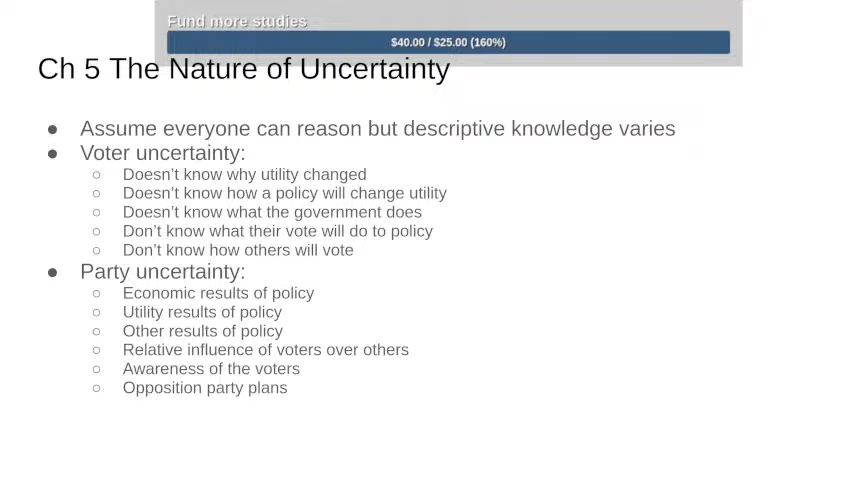 Fund more studies
$40.00 / $25.00 (160%)
Ch 5 The Nature of Uncertainty
● Assume everyone can reason but descriptive knowledge varies
● Voter uncertainty:
○ Doesn’t know why utility changed
○ Doesn’t know how a policy will change utility
○ Doesn’t know what the government does
○ Don’t know what their vote will do to policy
○ Don’t know how others will vote
● Party uncertainty:
○ Economic results of policy
○ Utility results of policy
○ Other results of policy
○ Relative influence of voters over others
○ Awareness of the voters
○ Opposition party plans